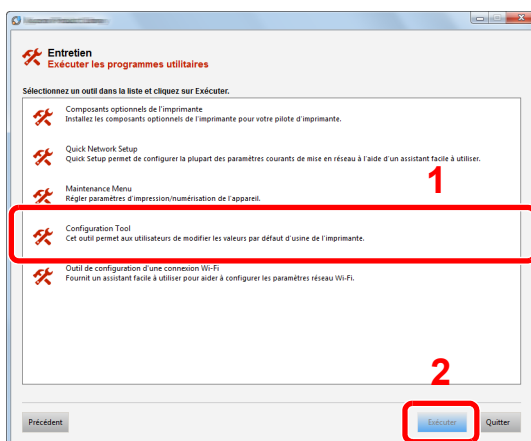 Entretien
Exécuter les programmes utilitaires
Sélectionnez un outil dans la liste et cliquez sur Exécuter.
Composants optionnels de l'imprimante
Installez les composants optionnels de l'imprimante pour votre pilote d'imprimante.
Quick Network Setup
Quick Setup permet de configurer la plupart des paramètres courants de mise en réseau à l'aide d'un assistant facile à utiliser.
1
Maintenance Menu
Régler paramètres d'impression/numérisation de l'appareil.
Configuration Tool
Cet outil permet aux utilisateurs de modifier les valeurs par défaut d'usine de l'imprimante.
Outil de configuration d'une connexion Wi-Fi
Fournit un assistant facile à utiliser pour aider à configurer les paramètres réseau Wi-Fi.
2
Précédent
Exécuter
Quitter